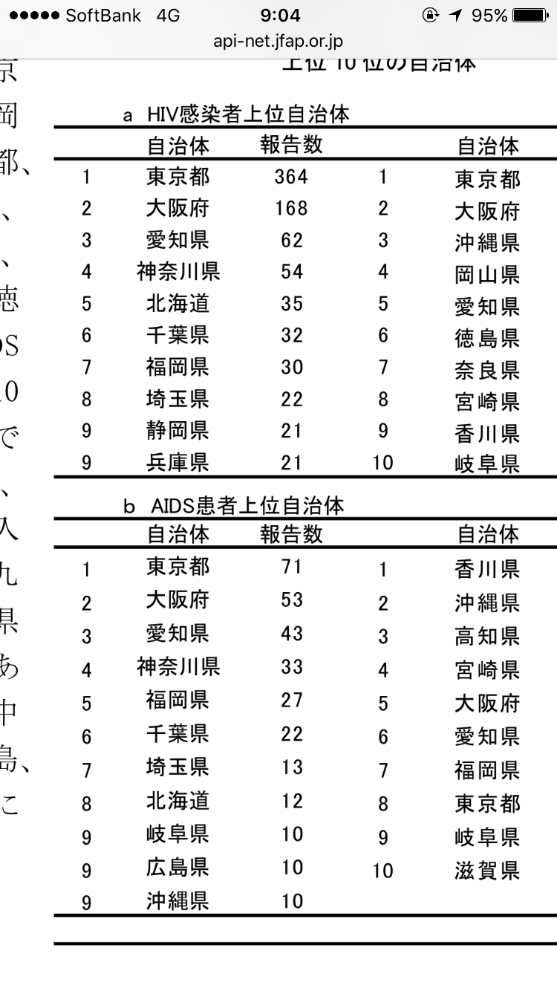 SoftBank 4G 9:04 95%
api-net.jfap.or.jp
上位 10 位の自治体
京
岡
都、
、
、
徳
DS
10
で
、
入
九
県
あ
中
島、
こ
a HIV感染者上位自治体
自治体 報告数 自治体
1 東京都 364 1 東京都
2 大阪府 168 2 大阪府
3 愛知県 62 3 沖縄県
4 神奈川県 54 4 岡山県
5 北海道 35 5 愛知県
6 千葉県 32 6 徳島県
7 福岡県 30 7 奈良県
8 埼玉県 22 8 宮崎県
9 静岡県 21 9 香川県
9 兵庫県 21 10 岐阜県
b AIDS患者上位自治体
自治体 報告数 自治体
1 東京都 71 1 香川県
2 大阪府 53 2 沖縄県
3 愛知県 43 3 高知県
4 神奈川県 33 4 宮崎県
5 福岡県 27 5 大阪府
6 千葉県 22 6 愛知県
7 埼玉県 13 7 福岡県
8 北海道 12 8 東京都
9 岐阜県 10 9 岐阜県
9 広島県 10 10 滋賀県
9 沖縄県 10